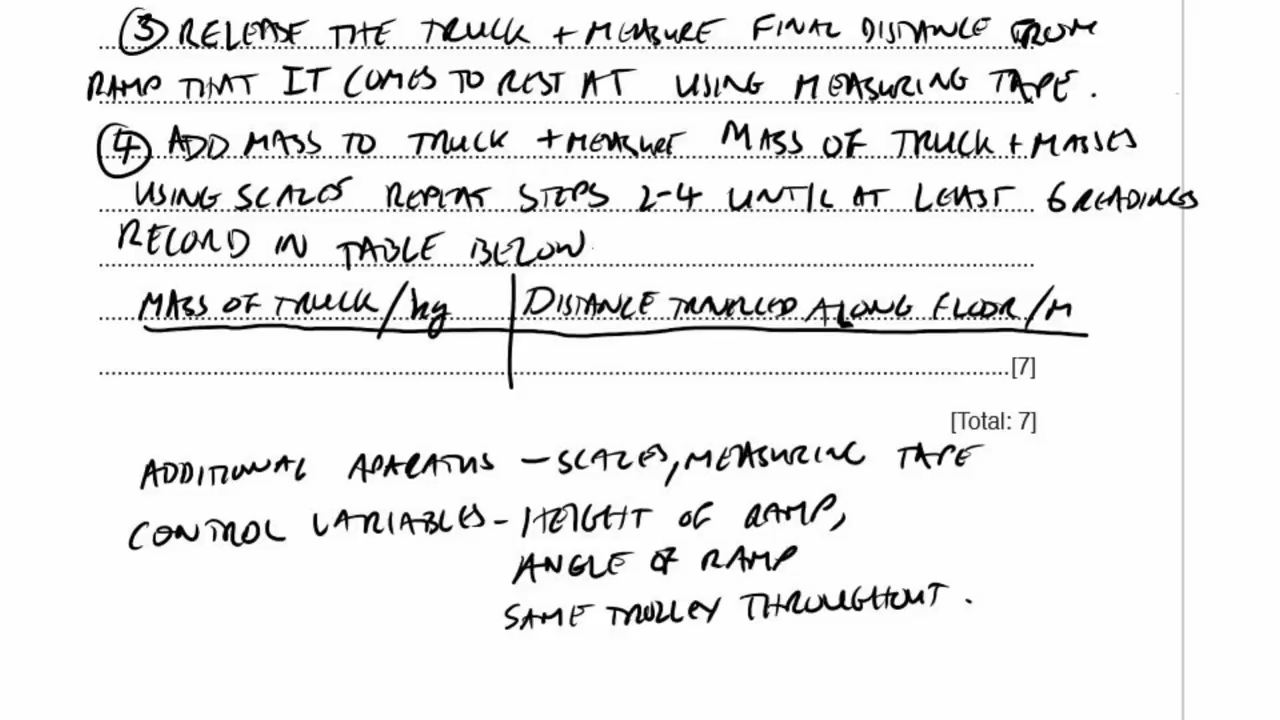 ③ RELEASE THE TRUCK + MEASURE FINAL DISTANCE FROM
RAMP THAT IT COMES TO REST AT USING MEASURING TAPE.
④ ADD MASS TO TRUCK + MEASURE MASS OF TRUCK + MASSES
USING SCALES REPEAT STEPS 2-4 UNTIL AT LEAST 6 READINGS
RECORD IN TABLE BELOW
MASS OF TRUCK/kg | DISTANCE TRAVELLED ALONG FLOOR/M
[7]
[Total: 7]
ADDITIONAL APARATUS - SCALES, MEASURING TAPE
CONTROL VARIABLES - HEIGHT OF RAMP,
ANGLE OF RAMP
SAME TROLLEY THROUGHOUT.